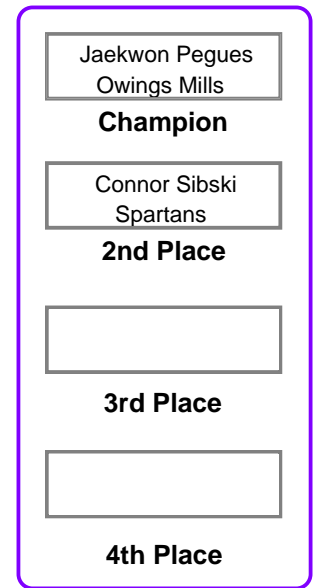 Jaekwon Pegues
Owings Mills
Champion
Connor Sibski
Spartans
2nd Place
3rd Place
4th Place